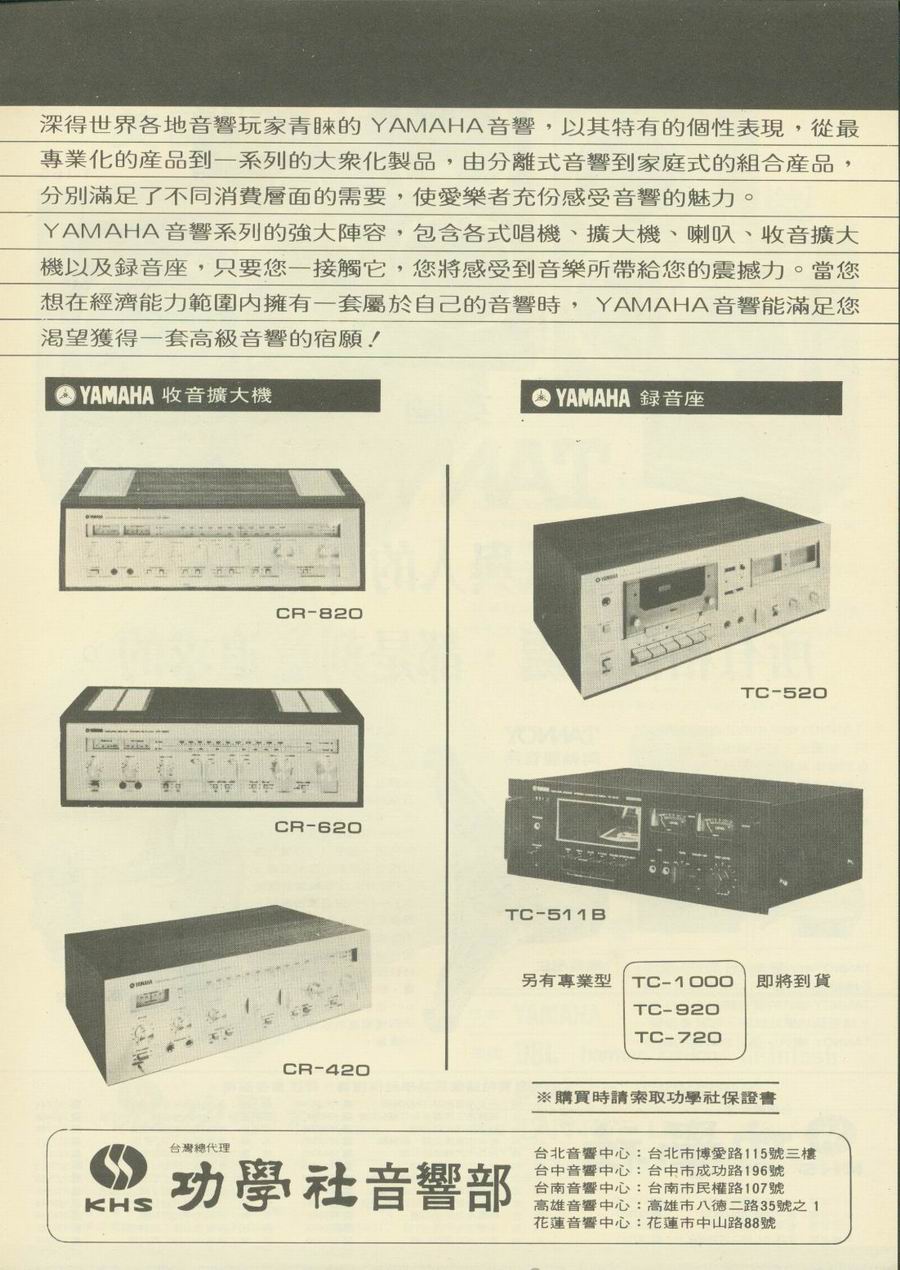 深得世界各地音響玩家青睞的 YAMAHA音響，以其特有的個性表現，從最
專業化的產品到一系列的大衆化製品，由分離式音響到家庭式的組合產品，
分別滿足了不同消費層面的需要，使愛樂者充份感受音響的魅力。
YAMAHA音響系列的強大陣容，包含各式唱機、擴大機、喇叭、收音擴大
機以及録音座，只要您一接觸它，您將感受到音樂所帶給您的震撼力。當您
想在經濟能力範圍內擁有一套屬於自己的音響時， YAMAHA音響能滿足您
渴望獲得一套高級音響的宿願！
YAMAHA 收音擴大機
YAMAHA 録音座
YAMAHA
CR-820
YAMAHA
TC-520
YAMAHA
CR-620
YAMAHA
TC-511B
YAMAHA
CR-420
另有專業型 TC-1000 即將到貨
TC-920
TC-720
※購買時請索取功學社保證書
台灣總代理
KHS 功學社音響部
台北音響中心：台北市博愛路115號三樓
台中音響中心：台中市成功路196號
台南音響中心：台南市民權路107號
高雄音響中心：高雄市八德二路35號之1
花蓮音響中心：花蓮市中山路88號